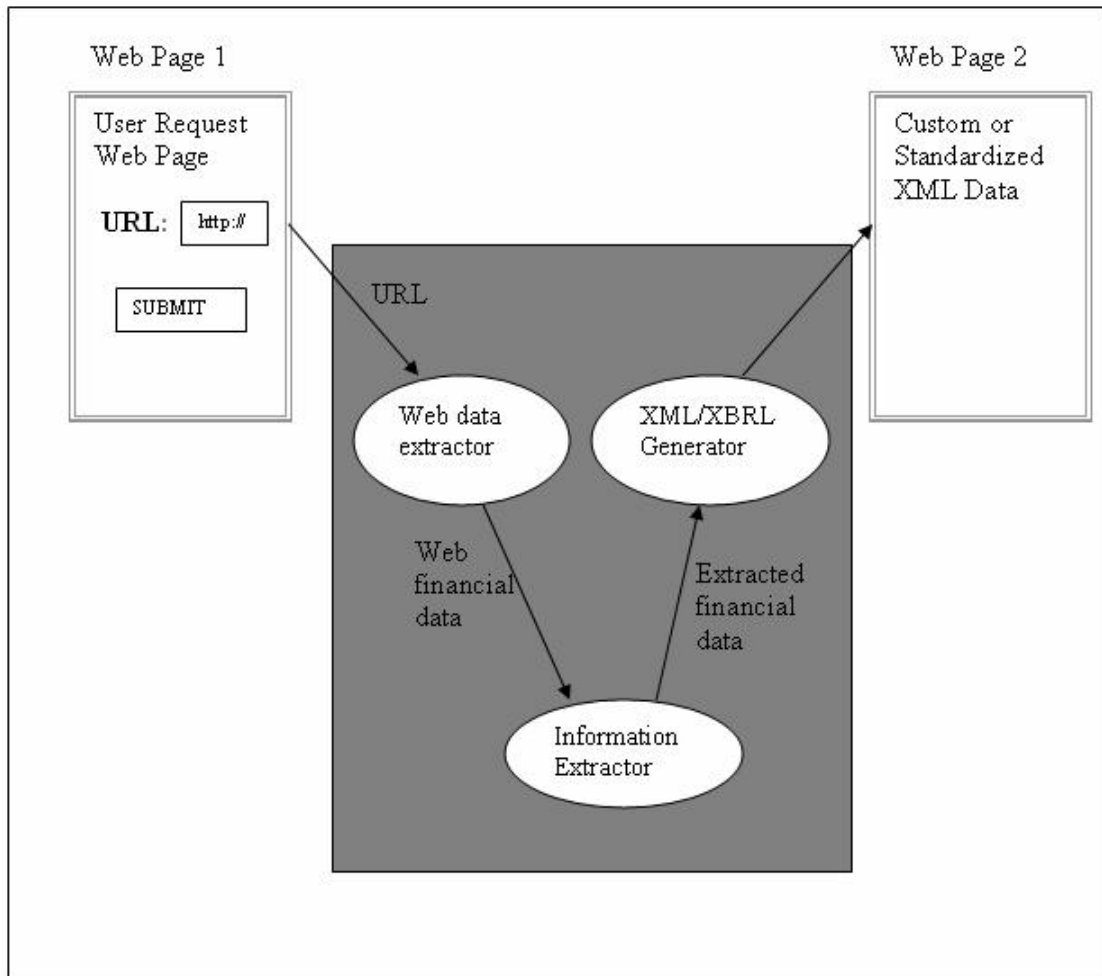 Web Page 1
User Request
Web Page
URL: http://
SUBMIT
Web Page 2
Custom or
Standardized
XML Data
URL
Web data
extractor
XML/XBRL
Generator
Web
financial
data
Extracted
financial
data
Information
Extractor